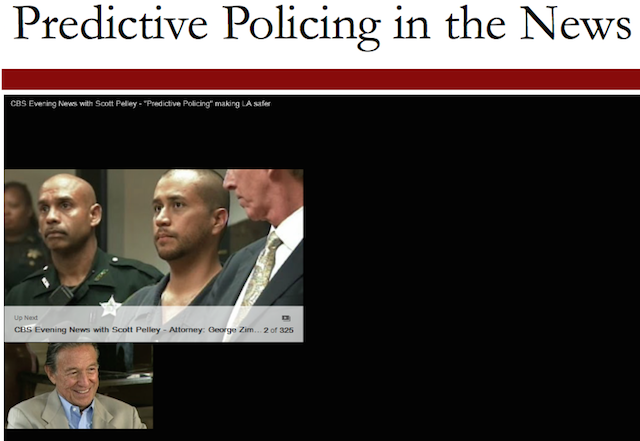 Predictive Policing in the News
CBS Evening News with Scott Pelley - "Predictive Policing" making LA safer
Up Next
CBS Evening News with Scott Pelley - Attorney: George Zim... 2 of 325